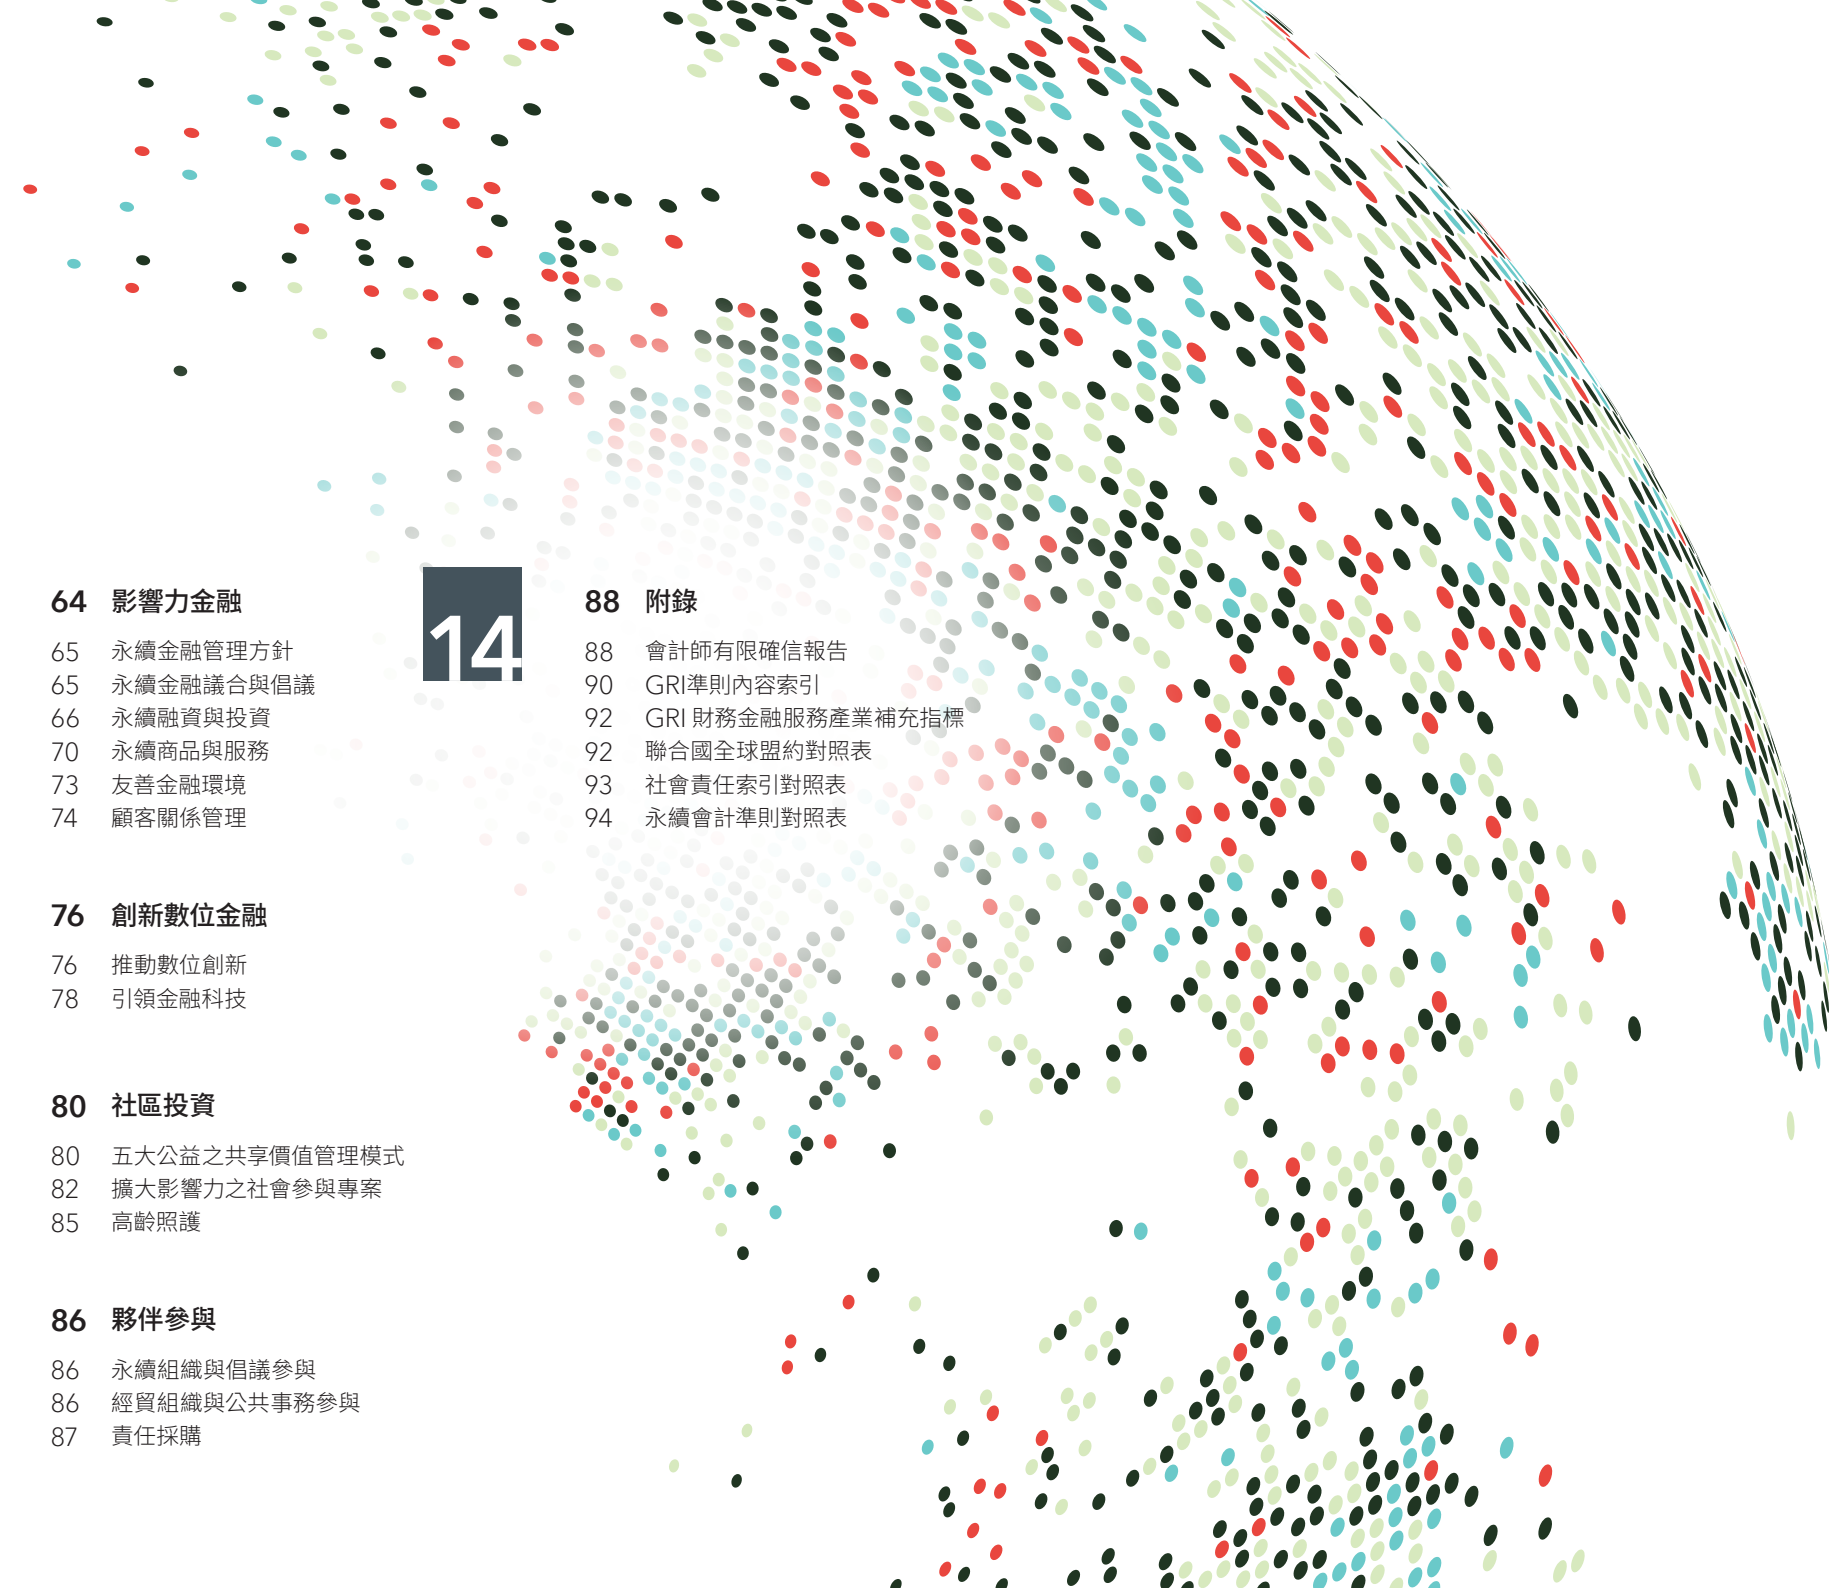 64 影響力金融
65 永續金融管理方針
65 永續金融議合與倡議
66 永續融資與投資
70 永續商品與服務
73 友善金融環境
74 顧客關係管理
76 創新數位金融
76 推動數位創新
78 引領金融科技
80 社區投資
80 五大公益之共享價值管理模式
82 擴大影響力之社會參與專案
85 高齡照護
86 夥伴參與
86 永續組織與倡議參與
86 經貿組織與公共事務參與
87 責任採購
14
88 附錄
88 會計師有限確信報告
90 GRI準則內容索引
92 GRI 財務金融服務產業補充指標
92 聯合國全球盟約對照表
93 社會責任索引對照表
94 永續會計準則對照表